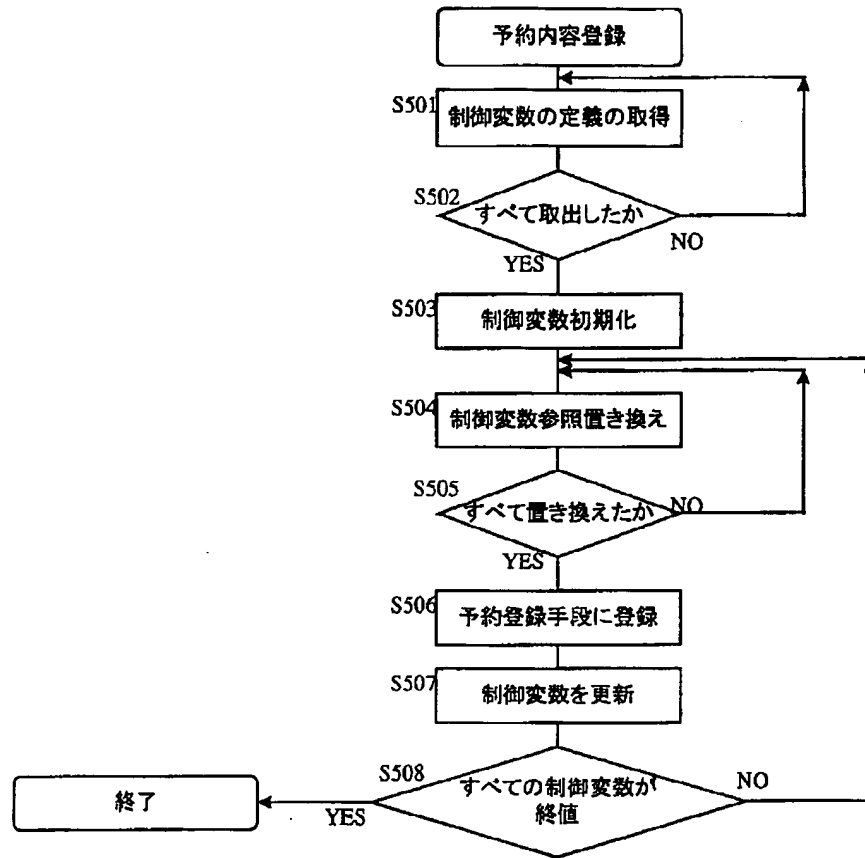 予約内容登録
S501
制御変数の定義の取得
S502
すべて取出したか
NO
YES
S503
制御変数初期化
S504
制御変数参照置き換え
S505
すべて置き換えたか
NO
YES
S506
予約登録手段に登録
S507
制御変数を更新
S508
すべての制御変数が
終値
NO
YES
終了